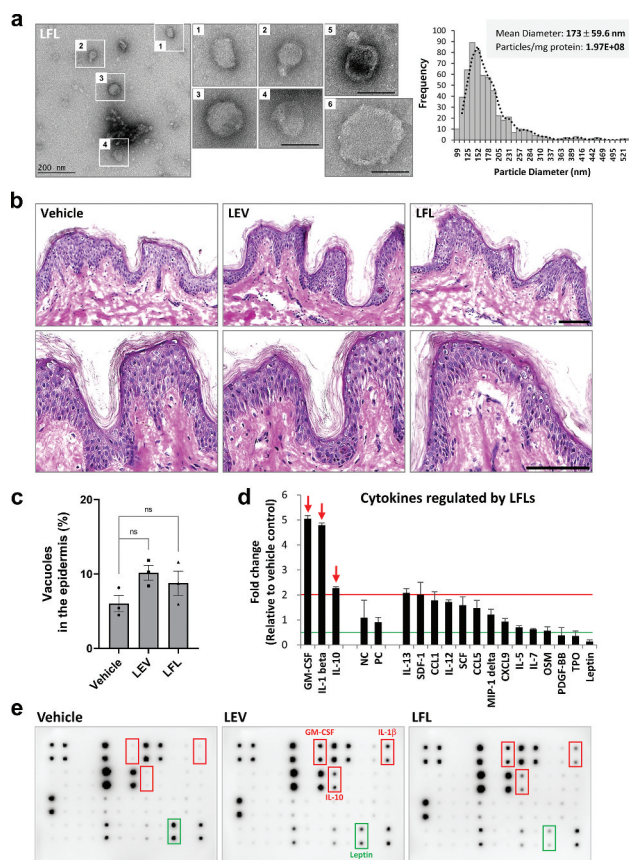 a
LFL
1
2
3
4
200 nm
1
2
5
3
4
6
Mean Diameter: 173 ± 59.6 nm
Particles/mg protein: 1.97E+08
Frequency
100
90
80
70
60
50
40
30
20
10
0
99
125
152
178
205
231
257
284
310
337
363
389
416
442
469
495
521
Particle Diameter (nm)
b
Vehicle
LEV
LFL
c
Vacuoles
in the epidermis (%)
20
10
0
ns
ns
Vehicle
LEV
LFL
d
Cytokines regulated by LFLs
Fold change
(Relative to vehicle control)
6
5
4
3
2
1
0
GM-CSF
IL-1 beta
IL-10
NC
PC
IL-13
SDF-1
CCL1
IL-12
SCF
CCL5
MIP-1 delta
CXCL9
IL-5
IL-7
OSM
PDGF-BB
TPO
Leptin
e
Vehicle
LEV
LFL
GM-CSF
IL-1β
IL-10
Leptin